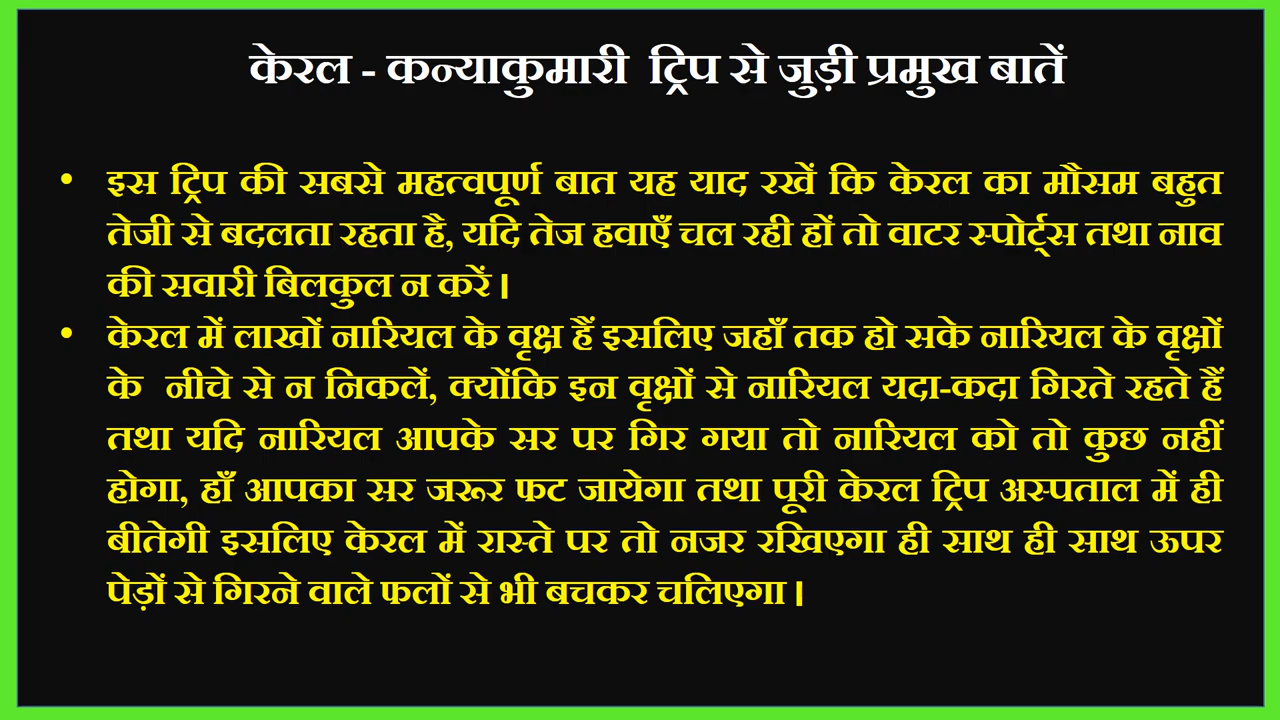 केरल - कन्याकुमारी ट्रिप से जुड़ी प्रमुख बातें
• इस ट्रिप की सबसे महत्वपूर्ण बात यह याद रखें कि केरल का मौसम बहुत
तेजी से बदलता रहता है, यदि तेज हवाएँ चल रही हों तो वाटर स्पोर्ट्स तथा नाव
की सवारी बिलकुल न करें।
• केरल में लाखों नारियल के वृक्ष हैं इसलिए जहाँ तक हो सके नारियल के वृक्षों
के नीचे से न निकलें, क्योंकि इन वृक्षों से नारियल यदा-कदा गिरते रहते हैं
तथा यदि नारियल आपके सर पर गिर गया तो नारियल को तो कुछ नहीं
होगा, हाँ आपका सर जरूर फट जायेगा तथा पूरी केरल ट्रिप अस्पताल में ही
बीतेगी इसलिए केरल में रास्ते पर तो नजर रखिएगा ही साथ ही साथ ऊपर
पेड़ों से गिरने वाले फलों से भी बचकर चलिएगा।